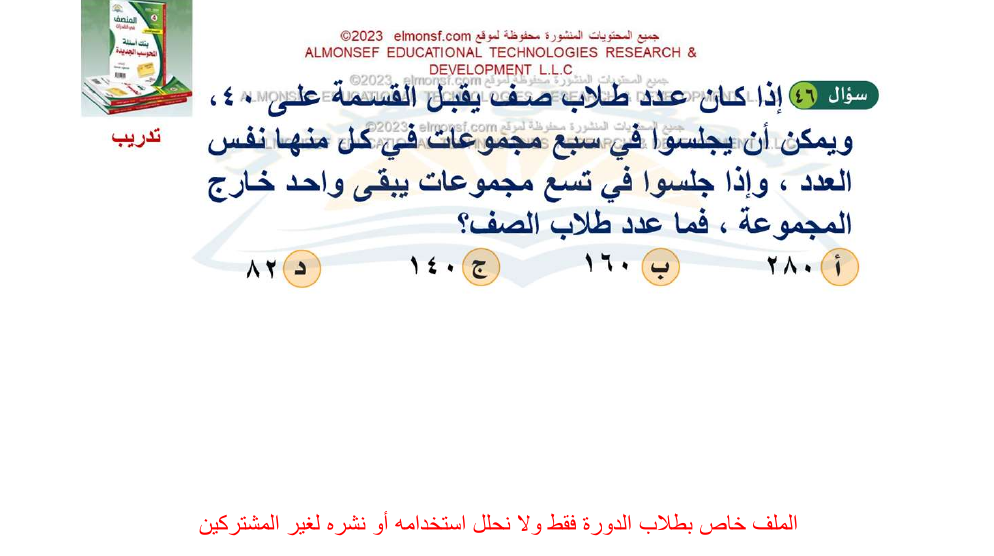 جميع المحتويات المنشورة محفوظة لموقع elmonsf.com ©2023
ALMONSEF EDUCATIONAL TECHNOLOGIES RESEARCH &
DEVELOPMENT L.L.C
المنصف
بنك أسئلة
المحوسب الجديدة
تدريب
سؤال ٤٦ إذا كان عدد طلاب صف يقبل القسمة على ٤٠،
ويمكن أن يجلسوا في سبع مجموعات في كل منها نفس
العدد ، وإذا جلسوا في تسع مجموعات يبقى واحد خارج
المجموعة ، فما عدد طلاب الصف؟
أ ٢٨٠ ب ١٦٠ ج ١٤٠ د ٨٢
الملف خاص بطلاب الدورة فقط ولا نحلل استخدامه أو نشره لغير المشتركين